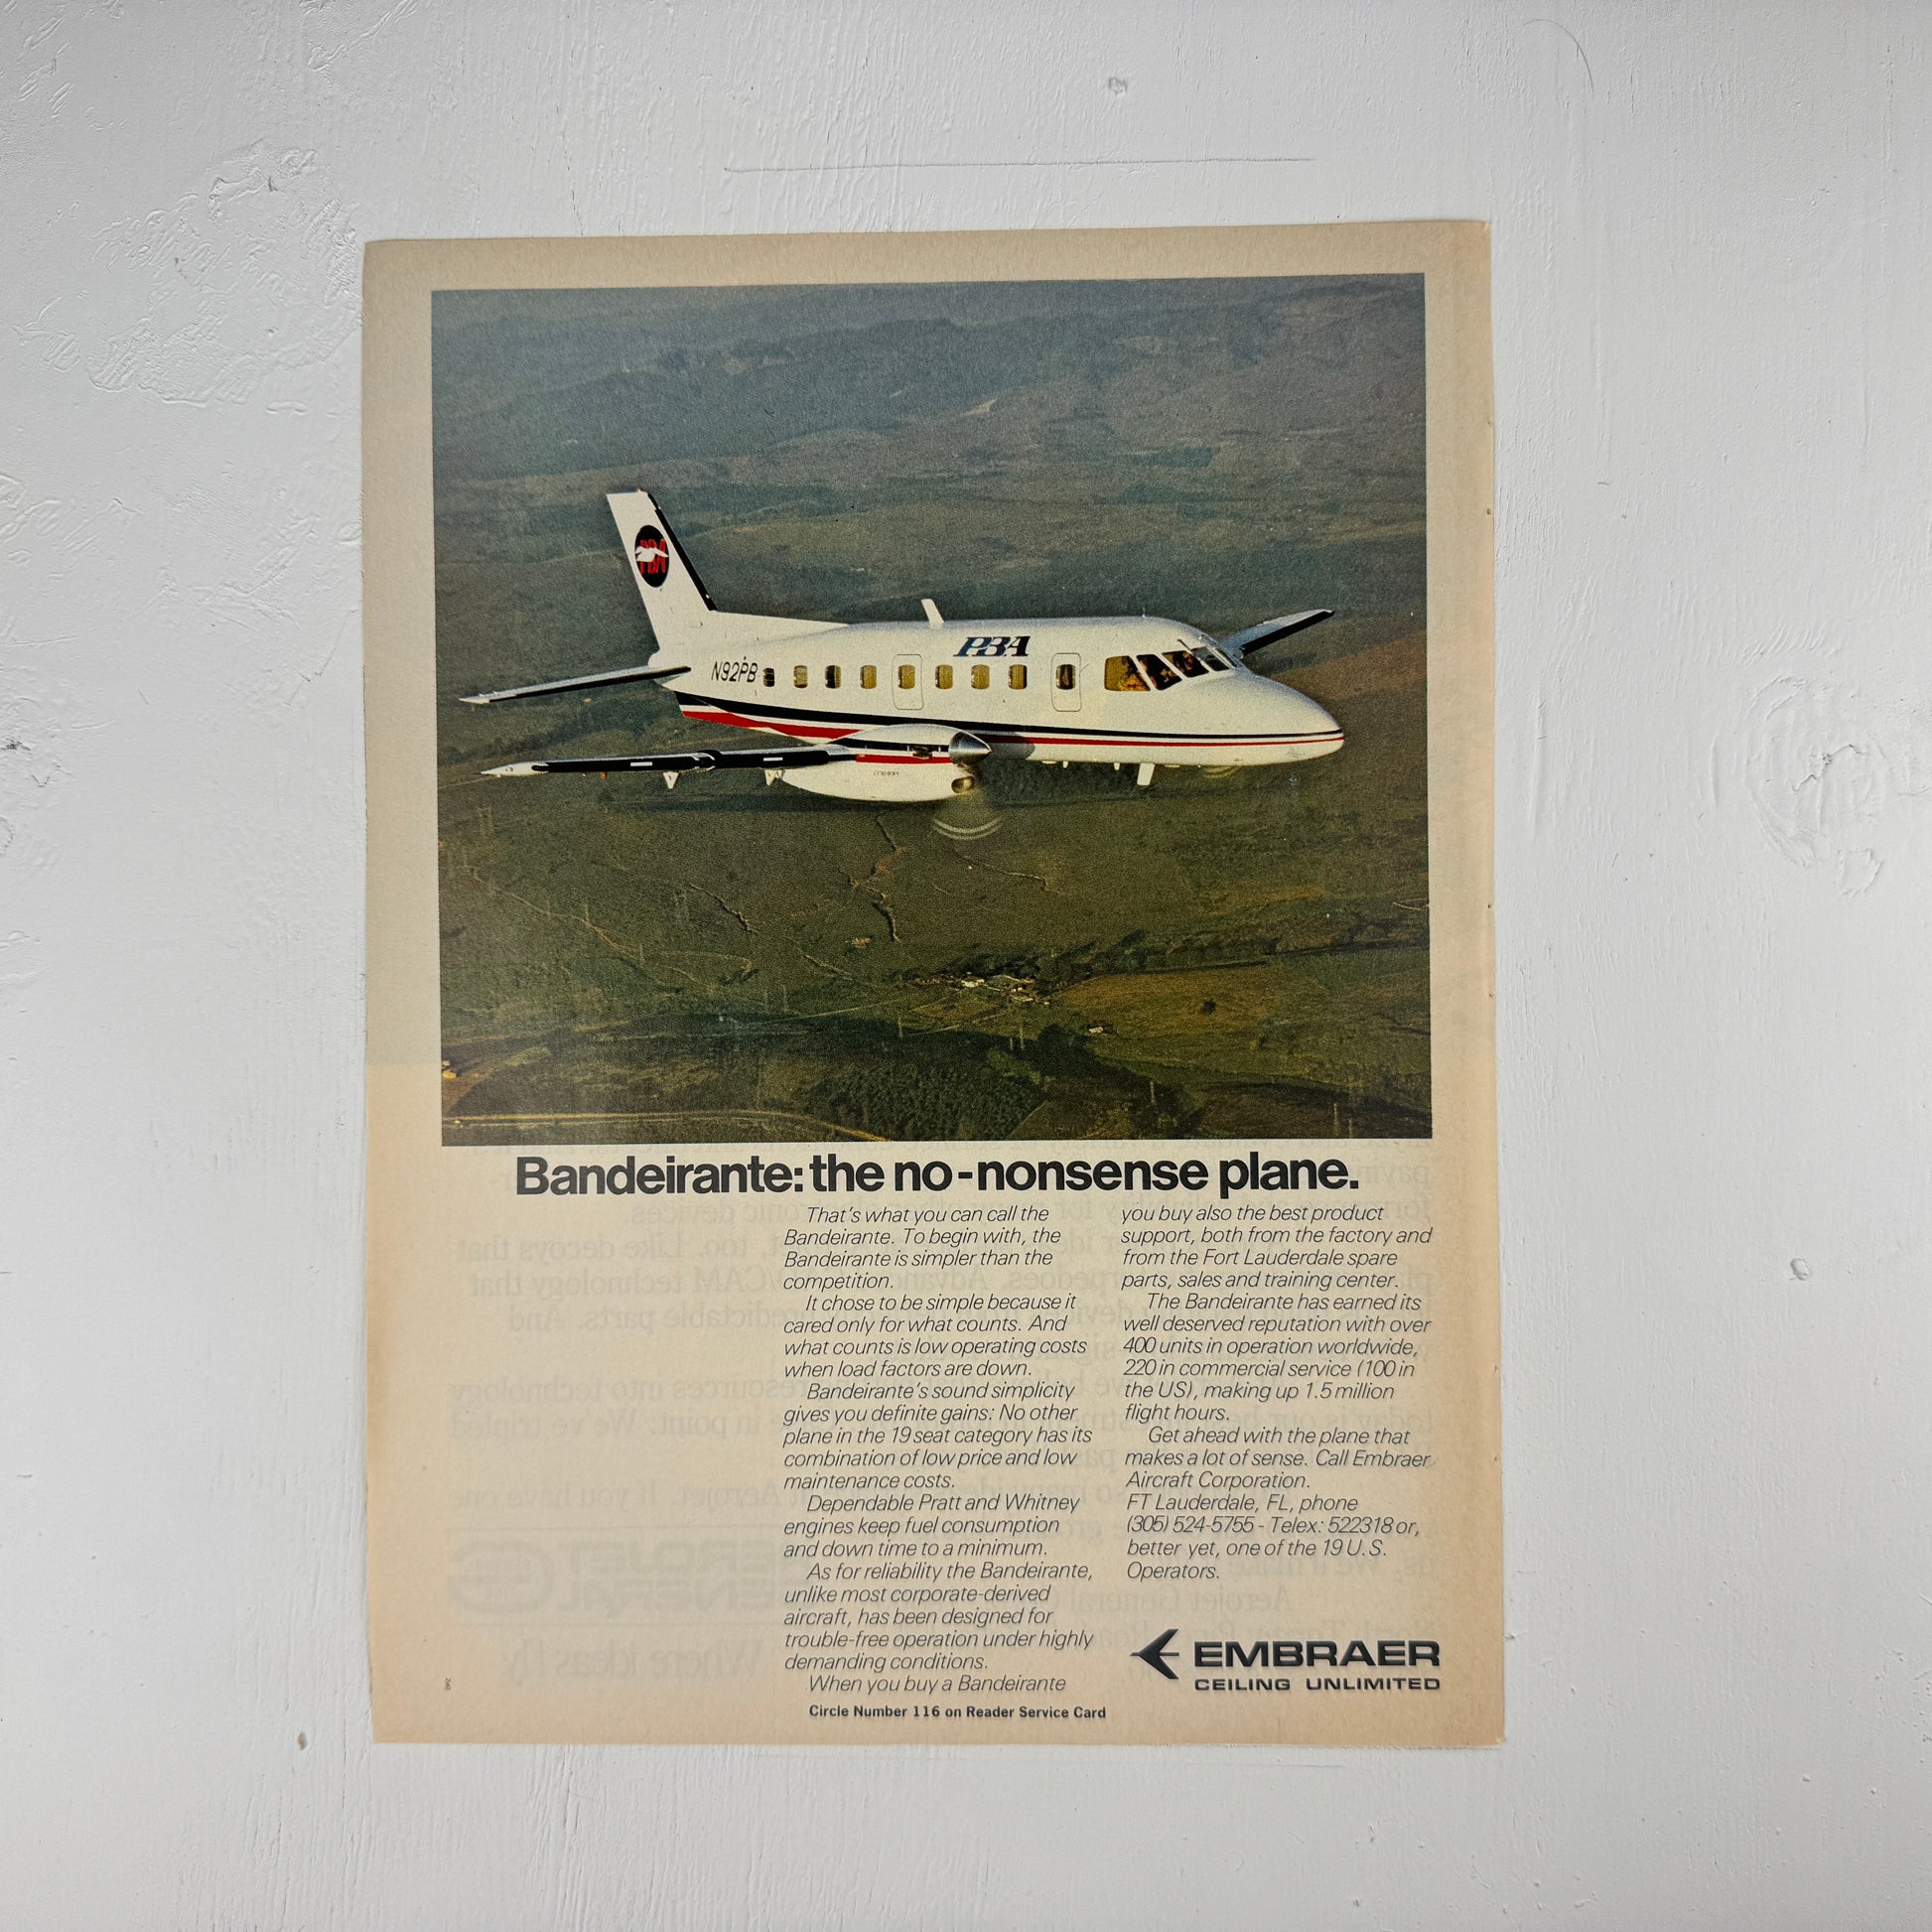 PBA
PBA
N92PB
Bandeirante: the no-nonsense plane.
That's what you can call the
Bandeirante. To begin with, the
Bandeirante is simpler than the
competition.
It chose to be simple because it
cared only for what counts. And
what counts is low operating costs
when load factors are down.
Bandeirante's sound simplicity
gives you definite gains: No other
plane in the 19 seat category has its
combination of low price and low
maintenance costs.
Dependable Pratt and Whitney
engines keep fuel consumption
and down time to a minimum.
As for reliability the Bandeirante,
unlike most corporate-derived
aircraft, has been designed for
trouble-free operation under highly
demanding conditions.
When you buy a Bandeirante
you buy also the best product
support, both from the factory and
from the Fort Lauderdale spare
parts, sales and training center.
The Bandeirante has earned its
well deserved reputation with over
400 units in operation worldwide,
220 in commercial service (100 in
the US), making up 1.5 million
flight hours.
Get ahead with the plane that
makes a lot of sense. Call Embraer
Aircraft Corporation.
FT Lauderdale, FL, phone
(305) 524-5755 - Telex: 522318 or,
better yet, one of the 19 U.S.
Operators.
EMBRAER
CEILING UNLIMITED
Circle Number 116 on Reader Service Card